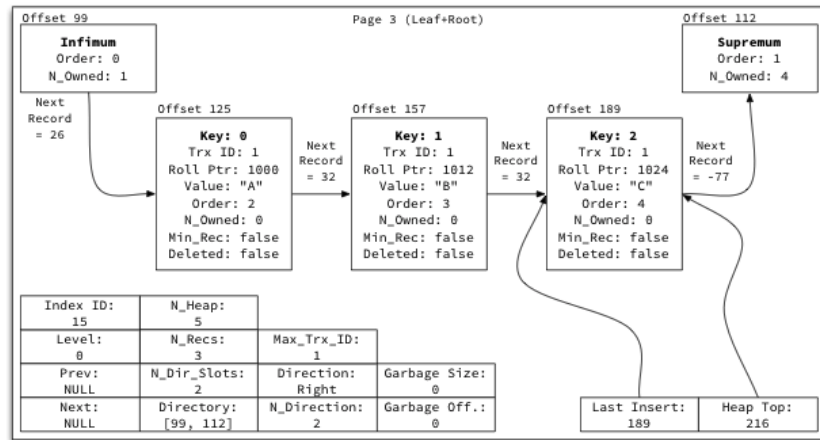 Offset 99
Page 3 (Leaf+Root)
Offset 112
Infimum
Order: 0
N_Owned: 1
Supremum
Order: 1
N_Owned: 4
Next
Record
= 26
Offset 125
Key: 0
Trx ID: 1
Roll Ptr: 1000
Value: "A"
Order: 2
N_Owned: 0
Min_Rec: false
Deleted: false
Next
Record
= 32
Offset 157
Key: 1
Trx ID: 1
Roll Ptr: 1012
Value: "B"
Order: 3
N_Owned: 0
Min_Rec: false
Deleted: false
Next
Record
= 32
Offset 189
Key: 2
Trx ID: 1
Roll Ptr: 1024
Value: "C"
Order: 4
N_Owned: 0
Min_Rec: false
Deleted: false
Next
Record
= -77
Index ID:
15
N_Heap:
5
Level:
0
N_Recs:
3
Max_Trx_ID:
1
Prev:
NULL
N_Dir_Slots:
2
Direction:
Right
Garbage Size:
0
Next:
NULL
Directory:
[99, 112]
N_Direction:
2
Garbage Off.:
0
Last Insert:
189
Heap Top:
216